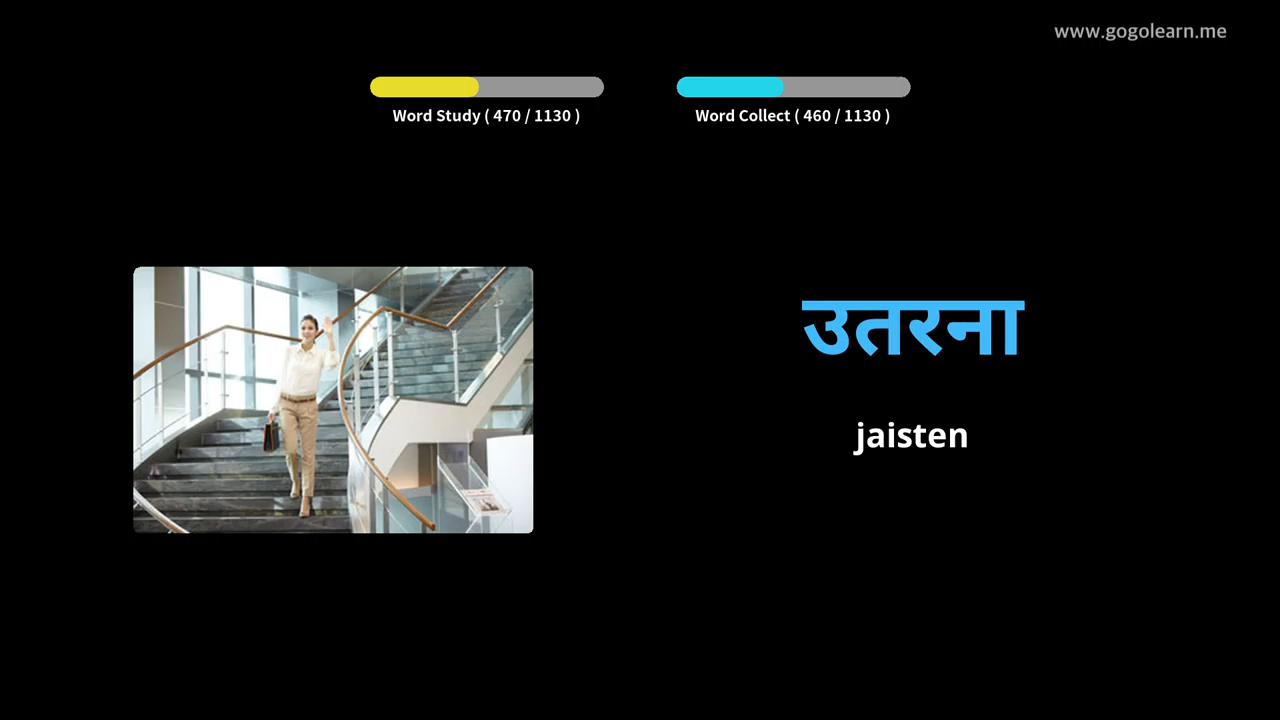 www.gogolearn.me
Word Study ( 470 / 1130 )
Word Collect ( 460 / 1130 )
उतरना
jaisten